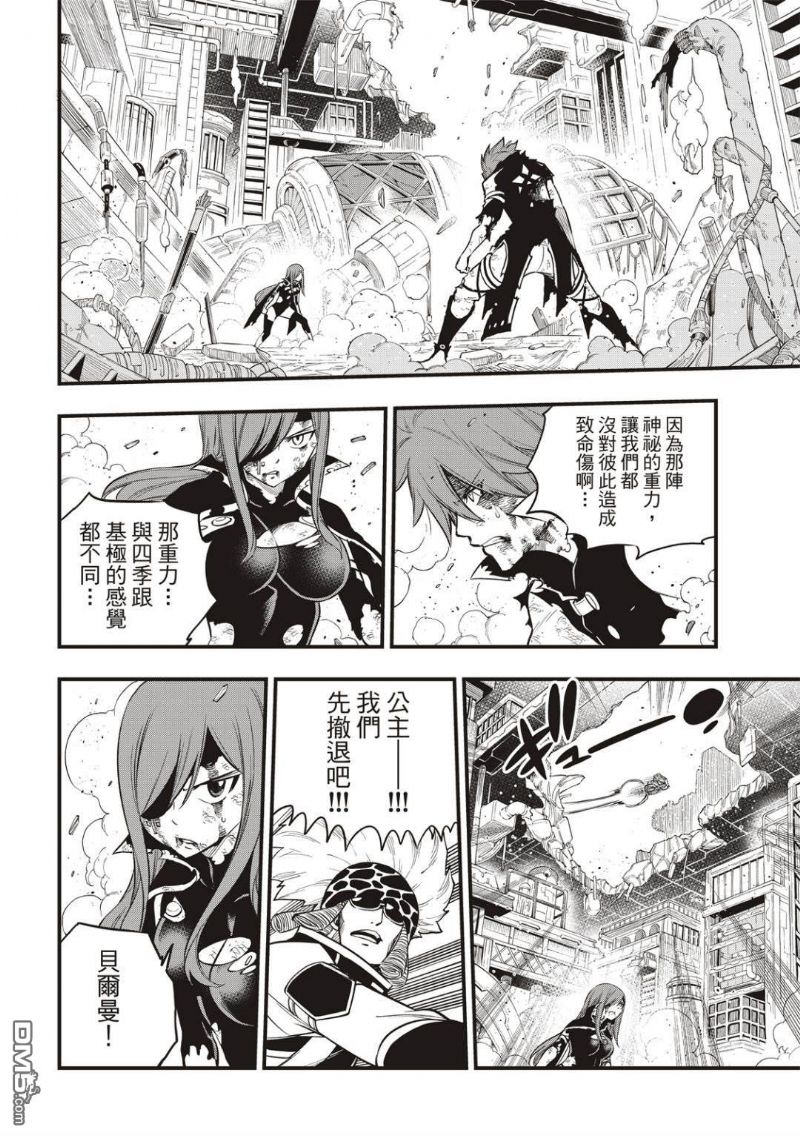 因為那陣
神祕的重力，
讓我們都
沒對彼此造成
致命傷啊…
那重力…
與四季跟
基極的感覺
都不同…
ギュー
公主——!!!
我們
先撤退吧!!!
貝爾曼！
DM5.com